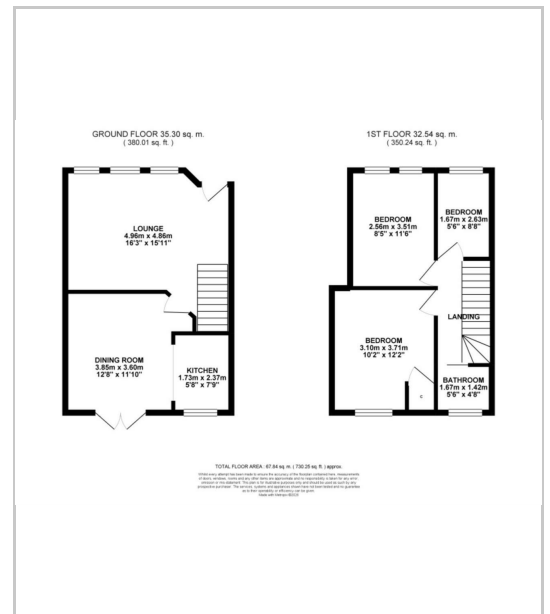 GROUND FLOOR 35.30 sq. m.
( 380.01 sq. ft. )
LOUNGE
4.96m x 4.86m
16'3" x 15'11"
DINING ROOM
3.85m x 3.60m
12'8" x 11'10"
KITCHEN
1.73m x 2.37m
5'8" x 7'9"
1ST FLOOR 32.54 sq. m.
( 350.24 sq. ft. )
BEDROOM
2.56m x 3.51m
8'5" x 11'6"
BEDROOM
1.67m x 2.63m
5'6" x 8'8"
LANDING
BEDROOM
3.10m x 3.71m
10'2" x 12'2"
C
BATHROOM
1.67m x 1.42m
5'6" x 4'8"
TOTAL FLOOR AREA : 67.84 sq. m. ( 730.25 sq. ft. ) approx.